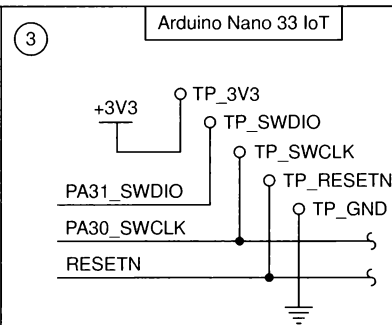 3
Arduino Nano 33 IoT
TP_3V3
+3V3
TP_SWDIO
TP_SWCLK
TP_RESETN
PA31_SWDIO
TP_GND
PA30_SWCLK
RESETN